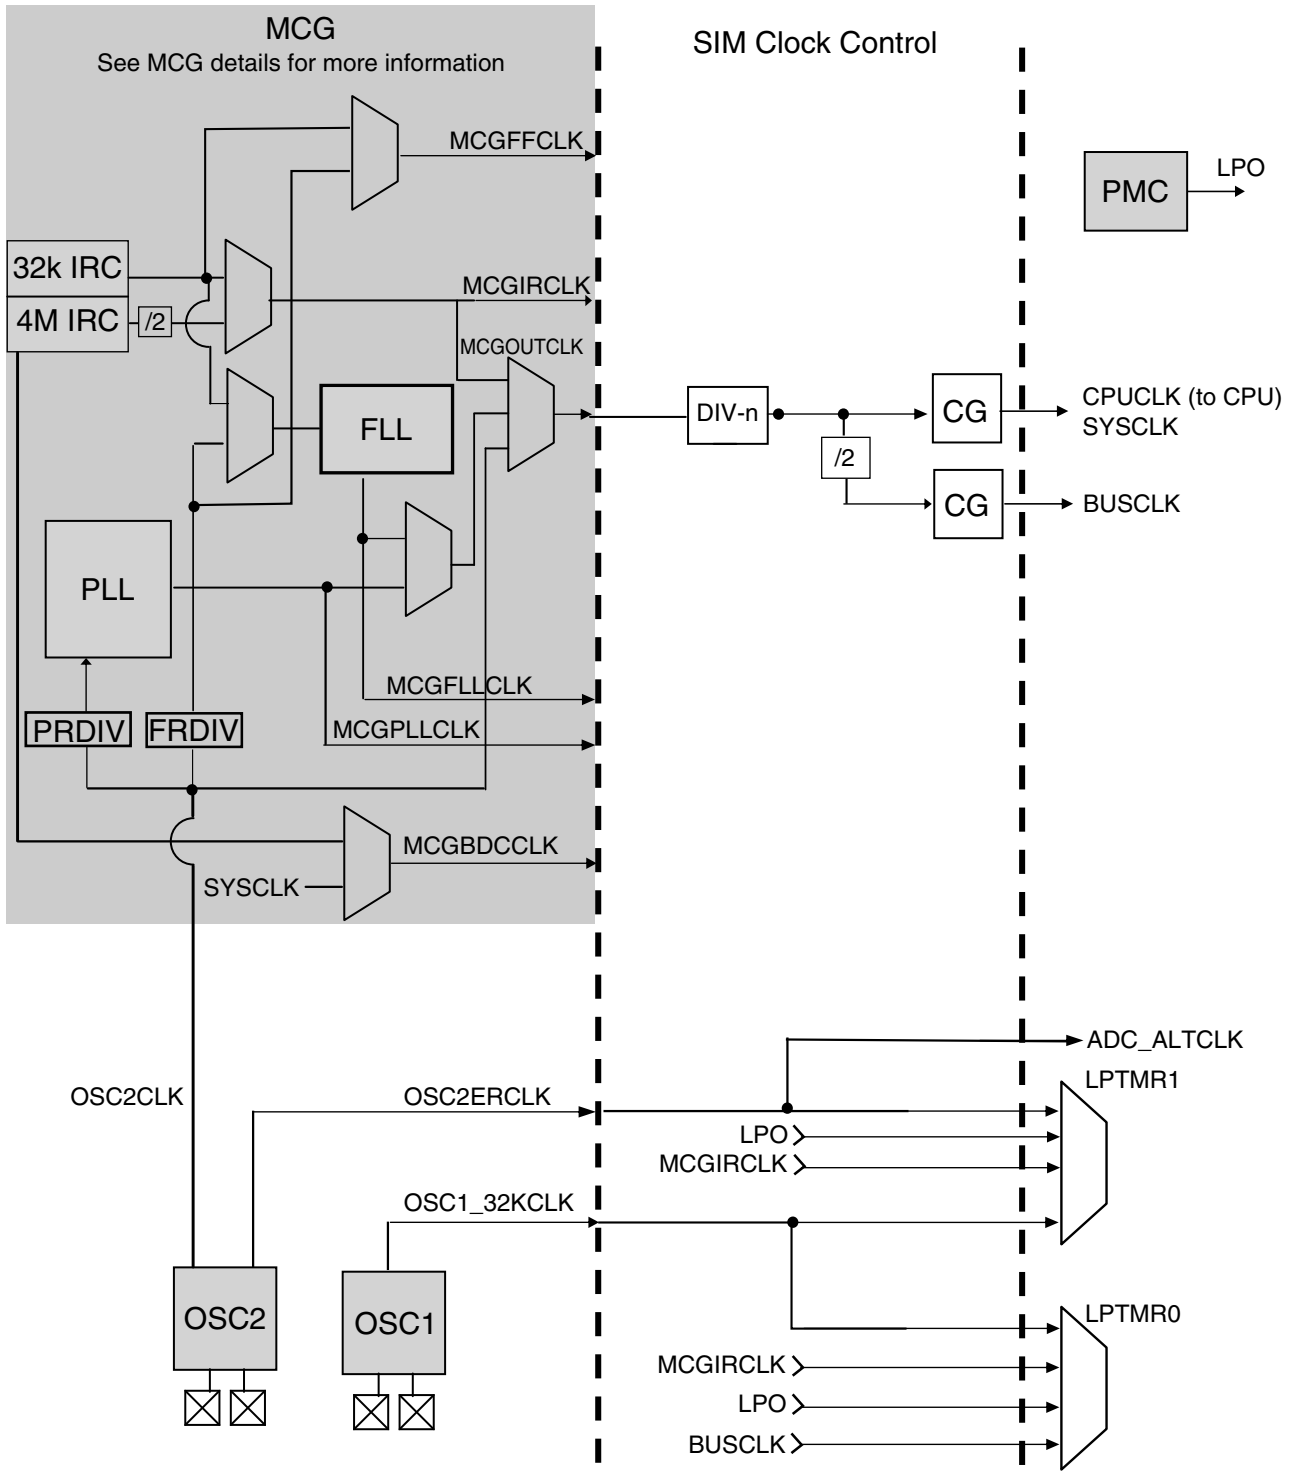 MCG
See MCG details for more information
SIM Clock Control
MCGFFCLK
PMC
LPO
32k IRC
4M IRC
/2
MCGIRCLK
MCGOUTCLK
FLL
DIV-n
CG
CPUCLK (to CPU)
SYSCLK
/2
CG
BUSCLK
PLL
MCGFLLCLK
PRDIV
FRDIV
MCGPLLCLK
MCGBDCCLK
SYSCLK
ADC_ALTCLK
LPTMR1
OSC2CLK
OSC2ERCLK
LPO
MCGIRCLK
OSC1_32KCLK
OSC2
OSC1
LPTMR0
MCGIRCLK
LPO
BUSCLK